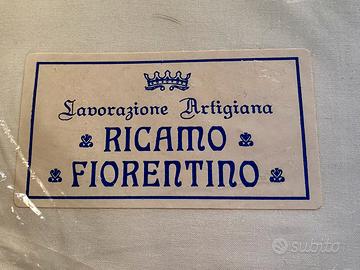 Lavorazione Artigiana
RICAMO
FIORENTINO
subito